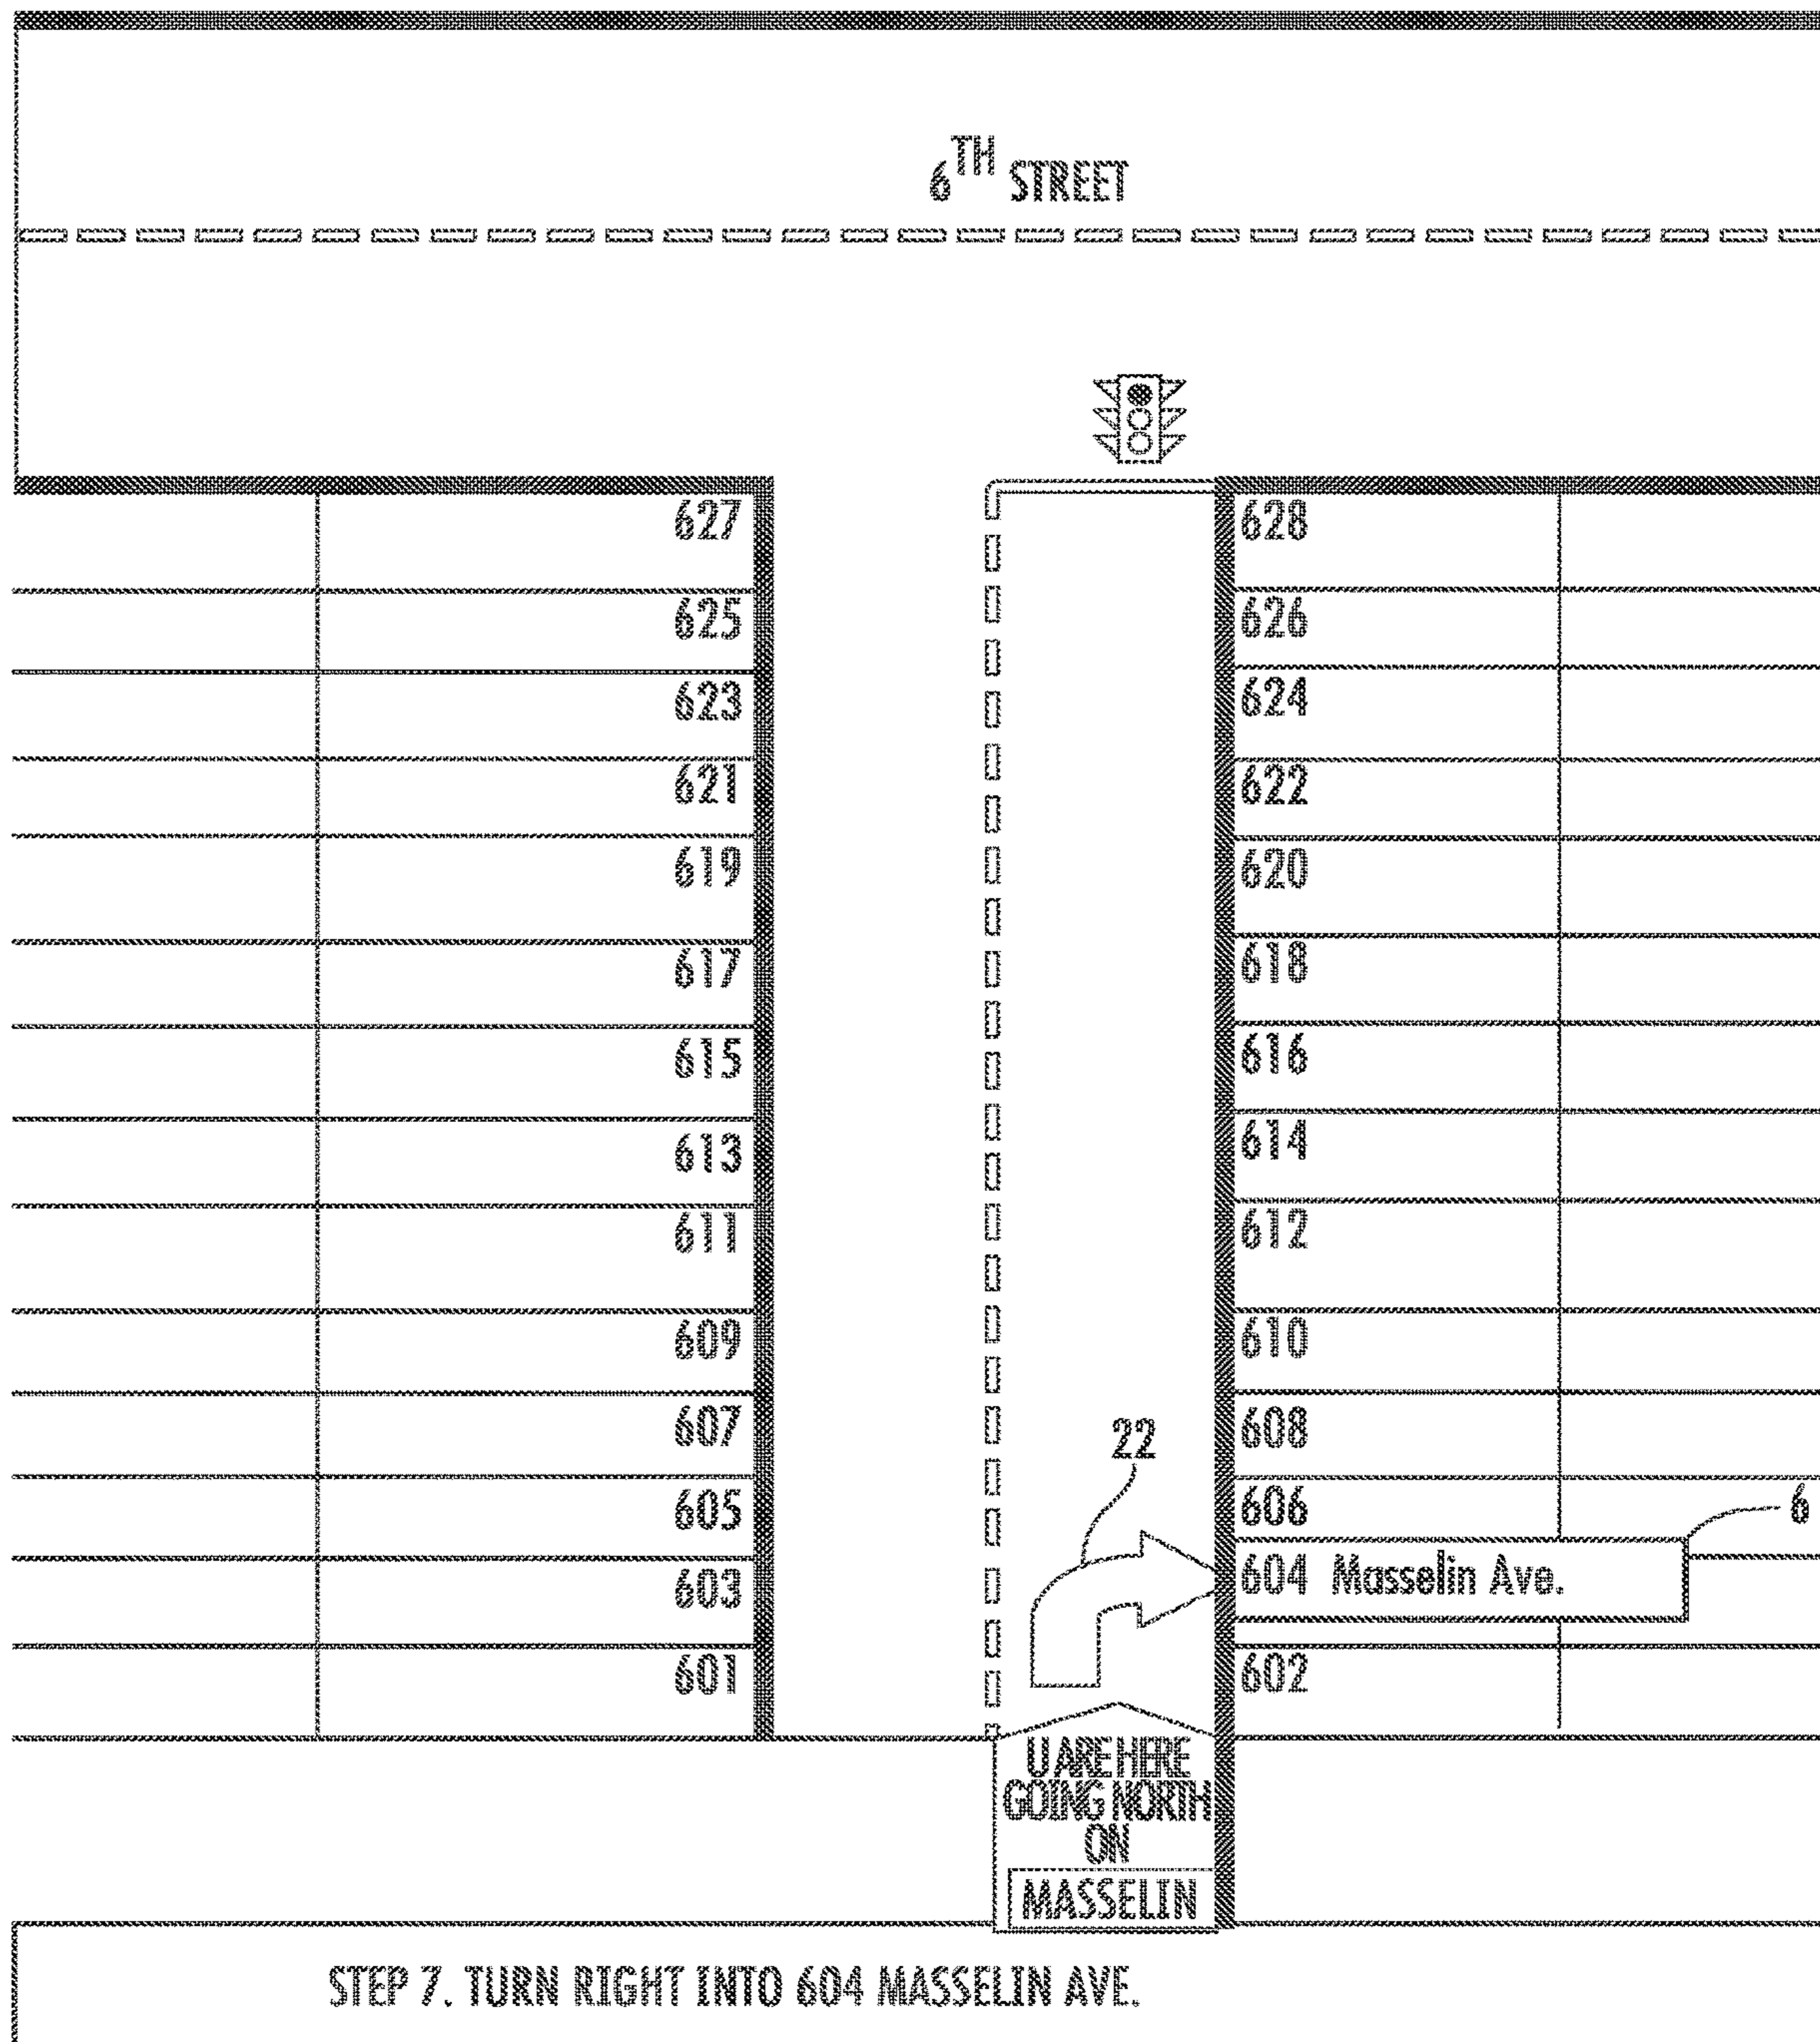 6TH STREET
627 628
625 626
623 624
621 622
619 620
617 618
615 616
613 614
611 612
609 610
22
607 608
605 606 6
603 604 Masselin Ave.
601 602
U ARE HERE
GOING NORTH
ON
MASSELIN
STEP 7. TURN RIGHT INTO 604 MASSELIN AVE.